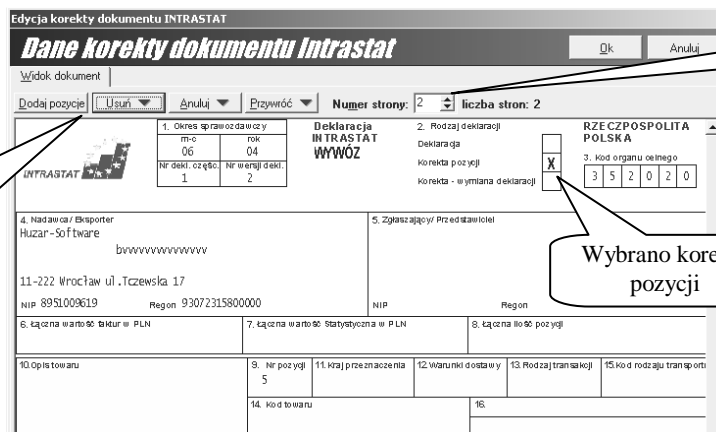 Edycja korekty dokumentu INTRASTAT
Dane korekty dokumentu Intrastat
Ok
Anuluj
Widok dokument
Dodaj pozycje
Usuń
Anuluj
Przywróć
Numer strony: 2
liczba stron: 2
1. Okres sprawozdawczy
m-c rok
06 04
Nr dekl. częśc. Nr wersji dekl.
1 2
INTRASTAT
Deklaracja
INTRASTAT
WYWÓZ
2. Rodzaj deklaracji
Deklaracja
Korekta pozycji X
Korekta - wymiana deklaracji
RZECZPOSPOLITA
POLSKA
3. Kod organu celnego
3 5 2 0 2 0
4. Nadawca/ Eksporter
Huzar-Software
bvwvvwvwwvwvv
11-222 Wrocław ul.Tczewska 17
NIP 8951009619 Regon 93072315800000
5. Zgłaszający/ Przedstawiciel
NIP Regon
Wybrano kore
pozycji
6. Łączna wartość faktur w PLN
7. Łączna wartość Statystyczna w PLN
8. Łączna ilość pozycji
10.Opis towaru
9. Nr pozycji
5
11. Kraj przeznaczenia
12.Warunki dostawy
13. Rodzaj transakcji
15.Kod rodzaju transportu
14. Kod towaru
16.